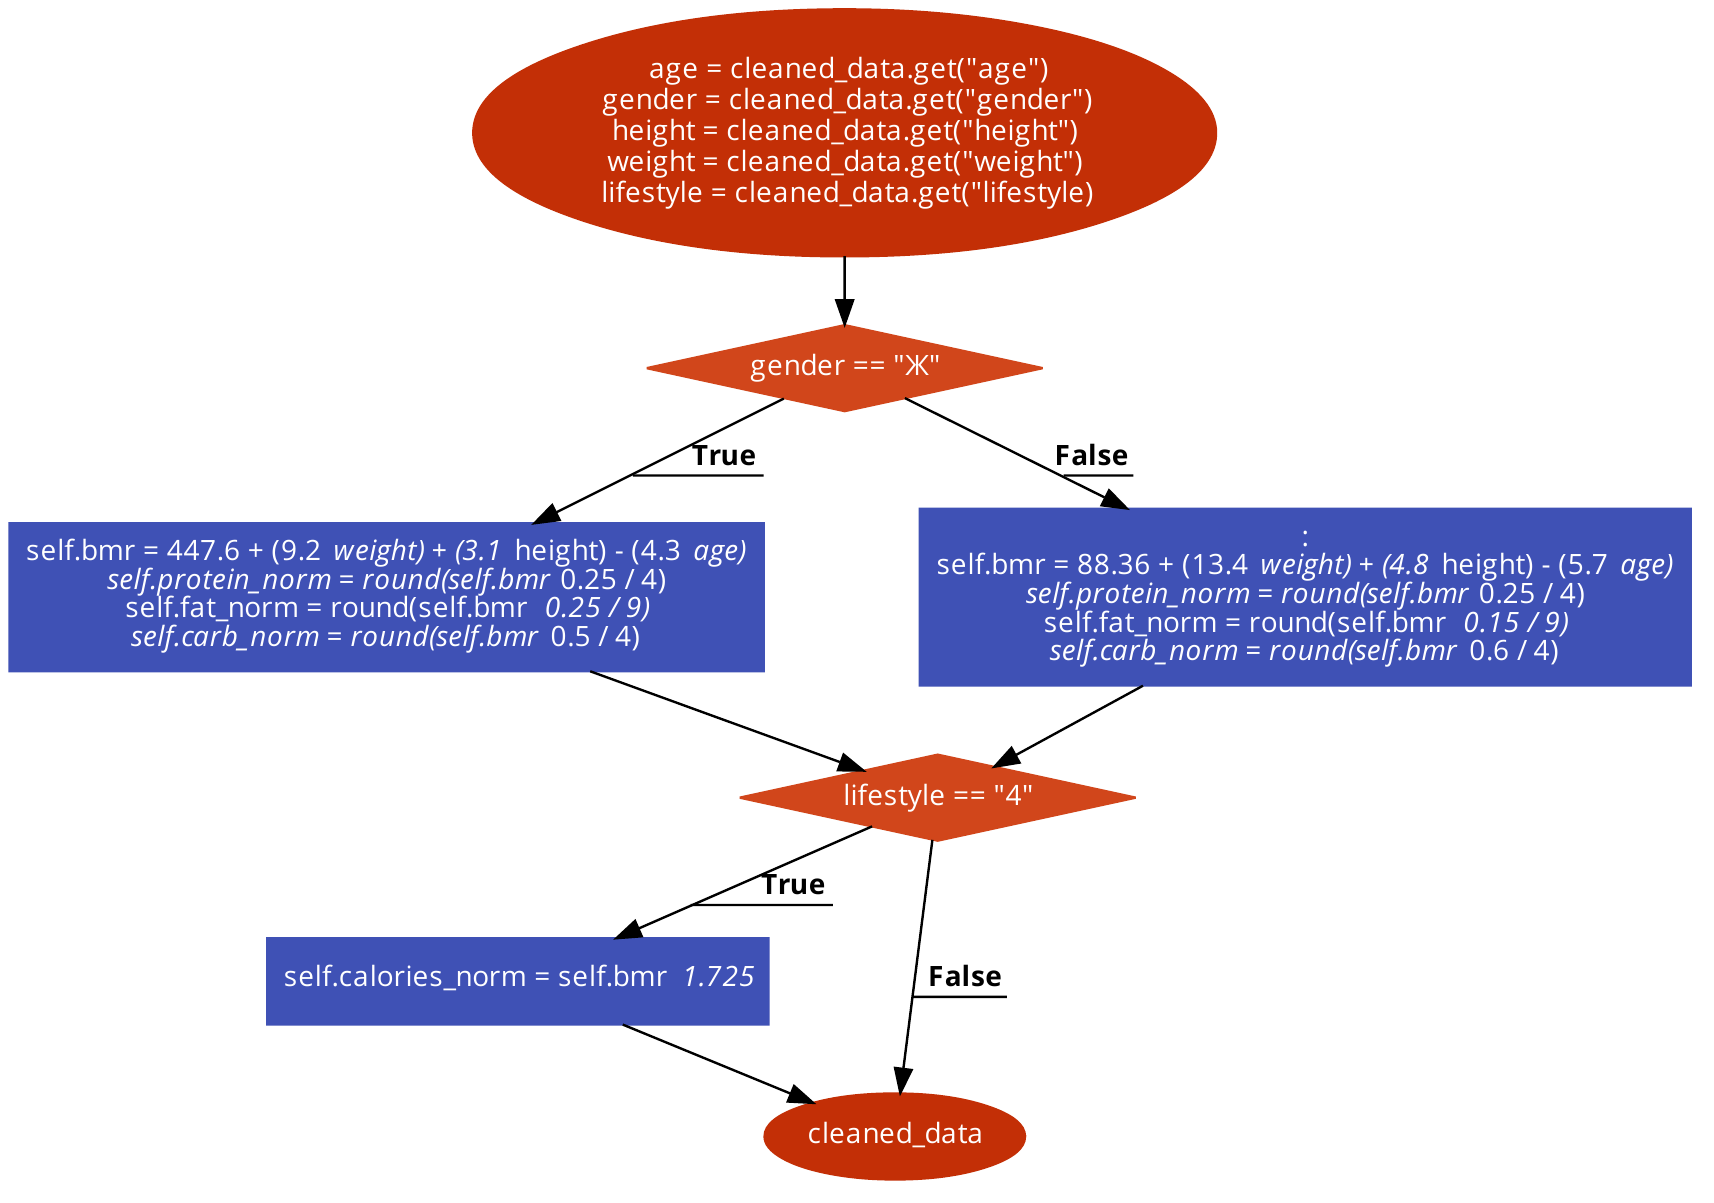 age = cleaned_data.get("age")
gender = cleaned_data.get("gender")
height = cleaned_data.get("height")
weight = cleaned_data.get("weight")
lifestyle = cleaned_data.get("lifestyle)
gender == "Ж"
True
False
self.bmr = 447.6 + (9.2 weight) + (3.1 height) - (4.3 age)
self.protein_norm = round(self.bmr 0.25 / 4)
self.fat_norm = round(self.bmr 0.25 / 9)
self.carb_norm = round(self.bmr 0.5 / 4)
:
self.bmr = 88.36 + (13.4 weight) + (4.8 height) - (5.7 age)
self.protein_norm = round(self.bmr 0.25 / 4)
self.fat_norm = round(self.bmr 0.15 / 9)
self.carb_norm = round(self.bmr 0.6 / 4)
lifestyle == "4"
True
self.calories_norm = self.bmr 1.725
False
cleaned_data